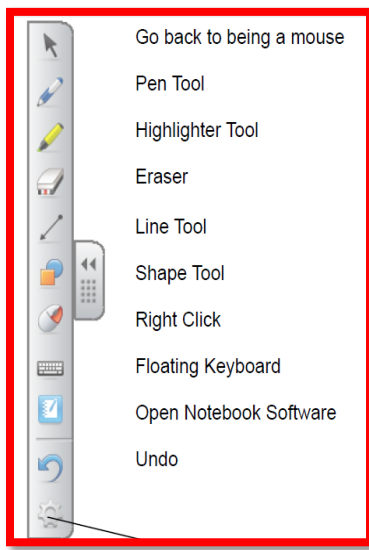 Go back to being a mouse
Pen Tool
Highlighter Tool
Eraser
Line Tool
Shape Tool
Right Click
Floating Keyboard
Open Notebook Software
Undo